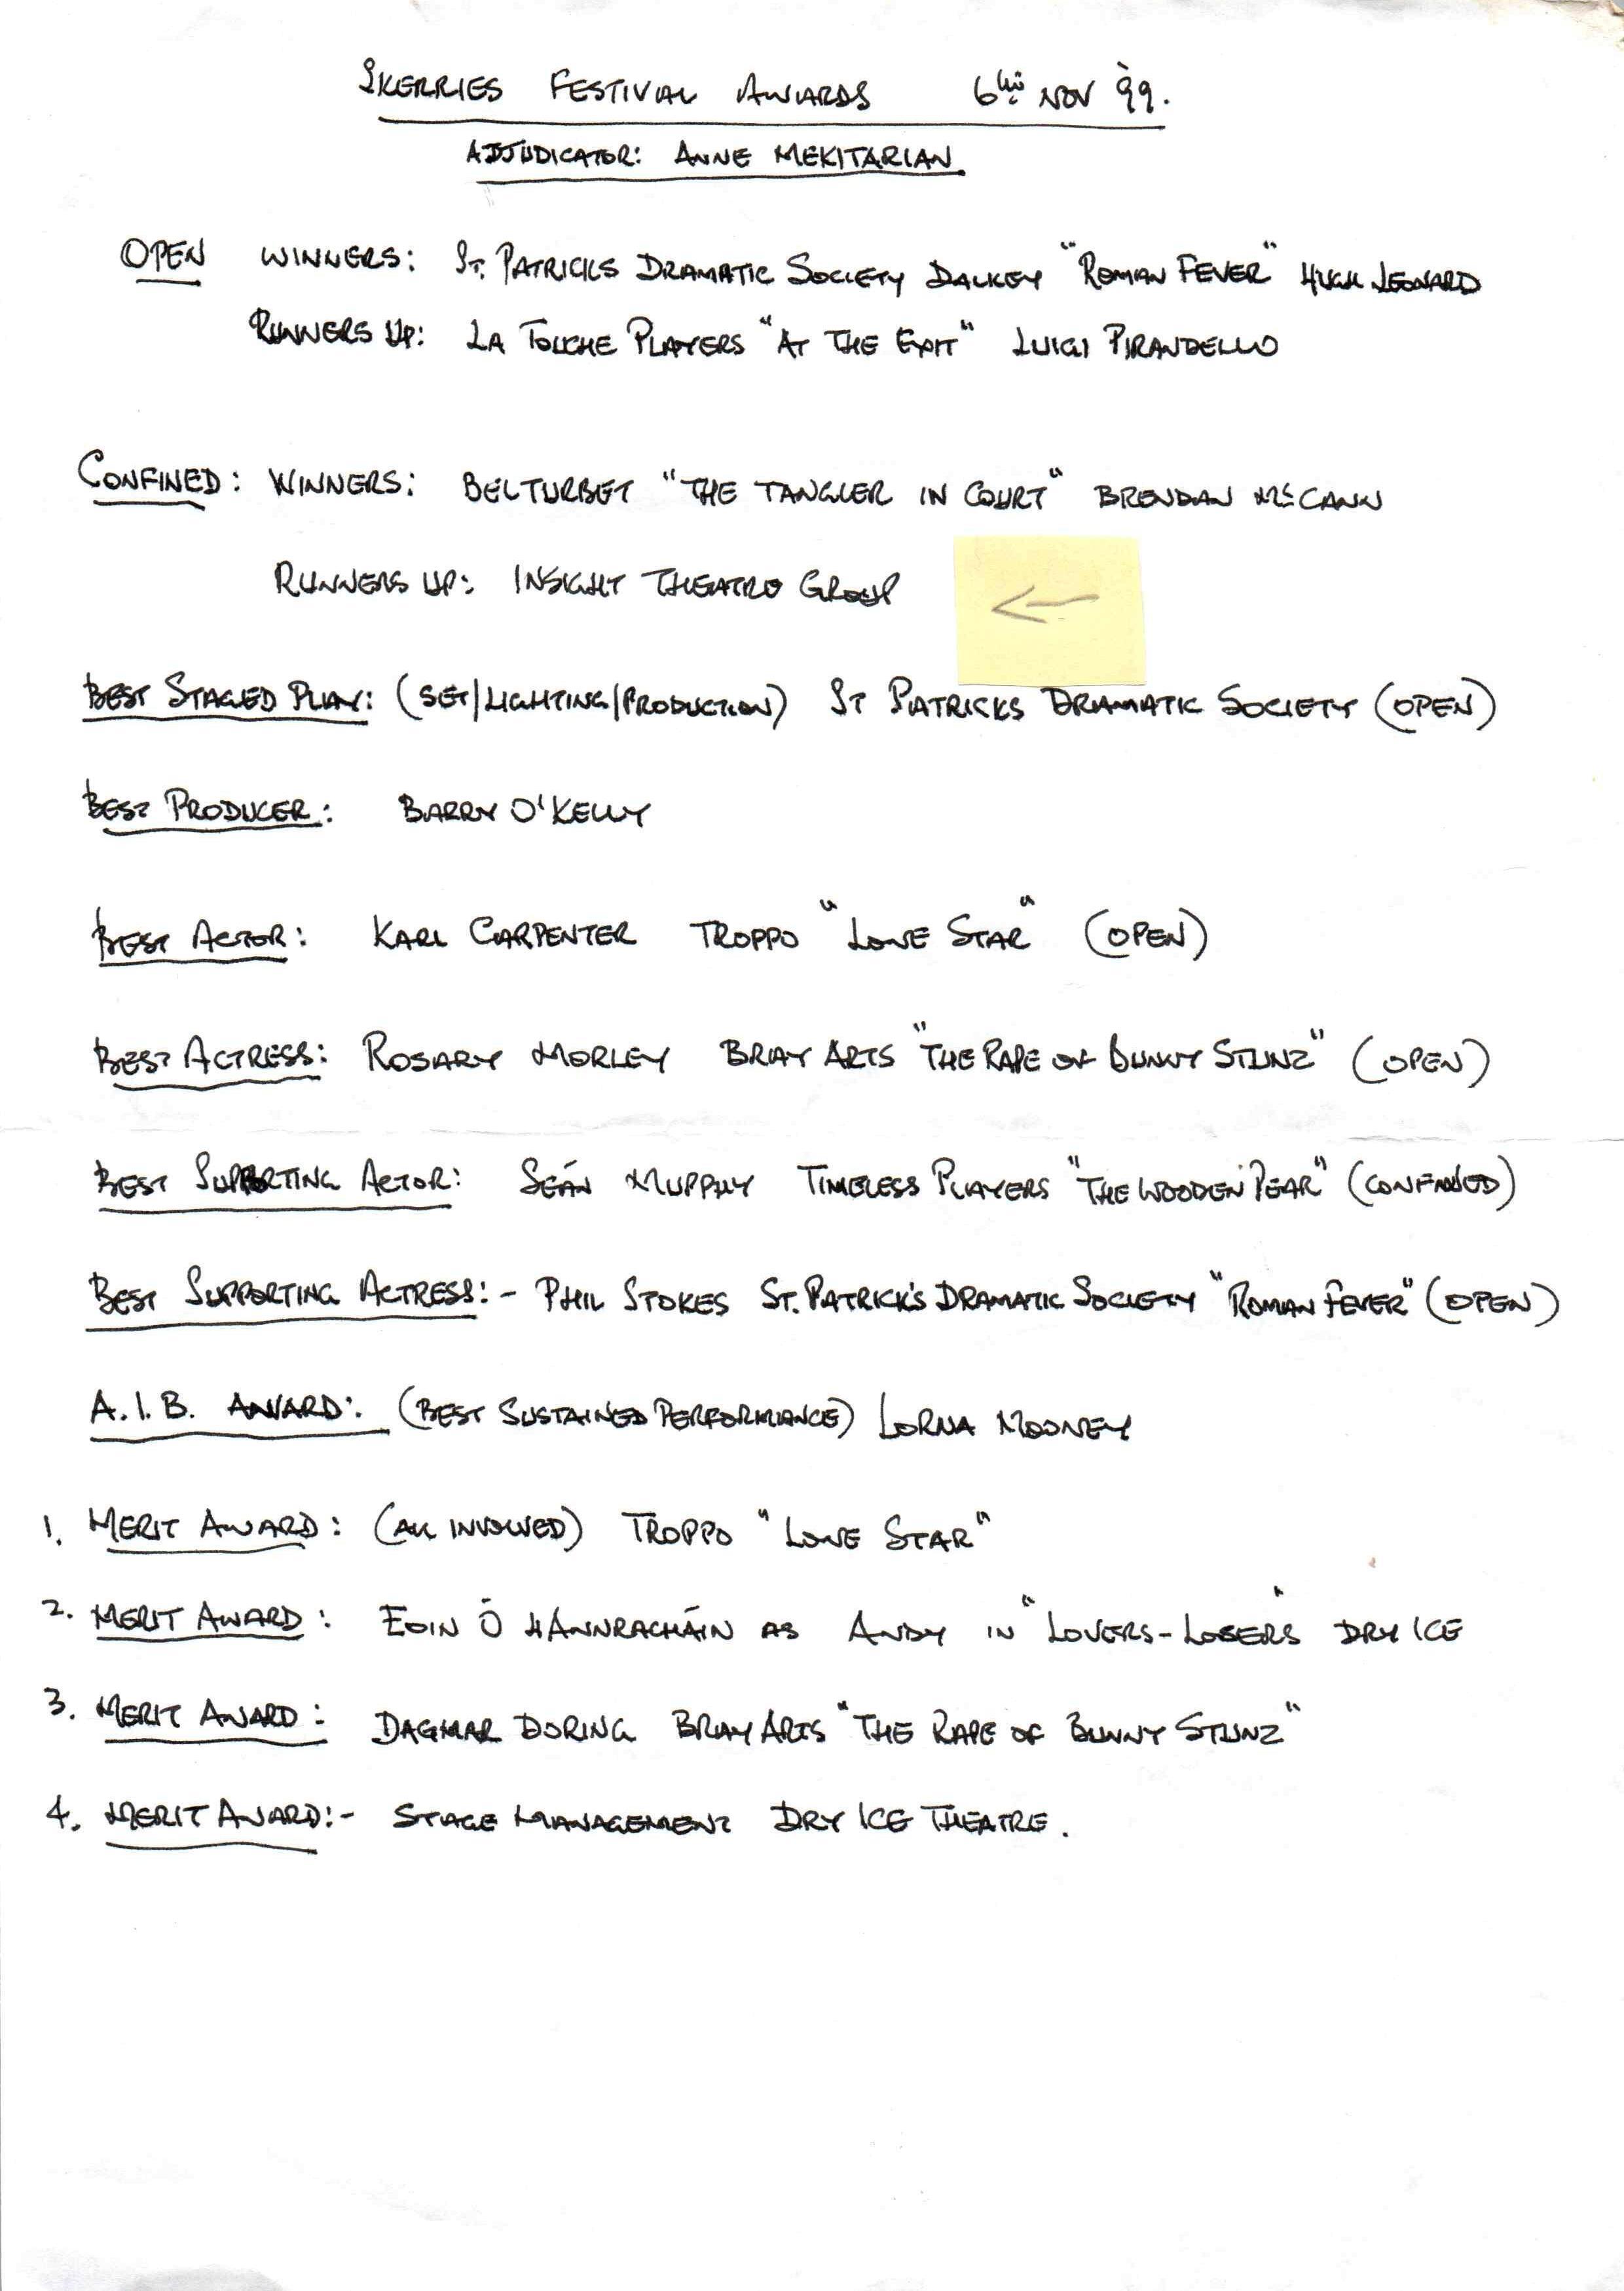 SKERRIES FESTIVAL AWARDS 6th NOV '99.
ADJUDICATOR: ANNE MEKITARIAN
OPEN WINNERS: ST. PATRICKS DRAMATIC SOCIETY DALKEY "ROMAN FEVER" HUGH LEONARD
RUNNERS UP: LA TOUCHE PLAYERS "AT THE EXIT" LUIGI PIRANDELLO
CONFINED: WINNERS: BELTURBET "THE TANGLER IN COURT" BRENDAN McCANN
RUNNERS UP: INSIGHT THEATRE GROUP
BEST STAGED PLAY: (SET/LIGHTING/PRODUCTION) ST PATRICKS DRAMATIC SOCIETY (OPEN)
BEST PRODUCER: BARRY O'KELLY
BEST ACTOR: KARL CARPENTER TROPPO "LONE STAR" (OPEN)
BEST ACTRESS: ROSARY MORLEY BRAY ARTS "THE RAPE OF BUNNY STUNZ" (OPEN)
BEST SUPPORTING ACTOR: SEÁN MURPHY TIMELESS PLAYERS "THE WOODEN PEAR" (CONFINED)
BEST SUPPORTING ACTRESS:- PHIL STOKES ST. PATRICK'S DRAMATIC SOCIETY "ROMAN FEVER" (OPEN)
A.I.B. AWARD: (BEST SUSTAINED PERFORMANCE) LORNA MOONEY
1. MERIT AWARD: (ALL INVOLVED) TROPPO "LONE STAR"
2. MERIT AWARD: EOIN Ó HANNRACHÁIN AS ANDY IN "LOVERS-LOSERS" DRY ICE
3. MERIT AWARD: DAGMAR DORING BRAY ARTS "THE RAPE OF BUNNY STUNZ"
4. MERIT AWARD:- STAGE MANAGEMENT DRY ICE THEATRE.